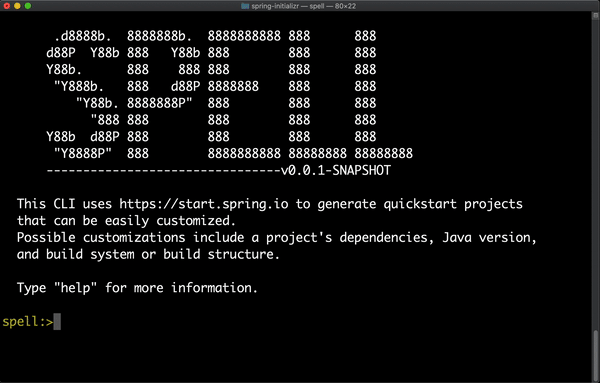 spring-initializr — spell — 80×22
 .d8888b.  8888888b.  8888888888 888      888
d88P  Y88b 888   Y88b 888        888      888
Y88b.      888    888 888        888      888
 "Y888b.   888   d88P 8888888    888      888
    "Y88b. 8888888P"  888        888      888
      "888 888        888        888      888
Y88b  d88P 888        888        888      888
 "Y8888P"  888        8888888888 88888888 88888888
--------------------------------v0.0.1-SNAPSHOT
This CLI uses https://start.spring.io to generate quickstart projects
that can be easily customized.
Possible customizations include a project's dependencies, Java version,
and build system or build structure.
Type "help" for more information.
spell:>